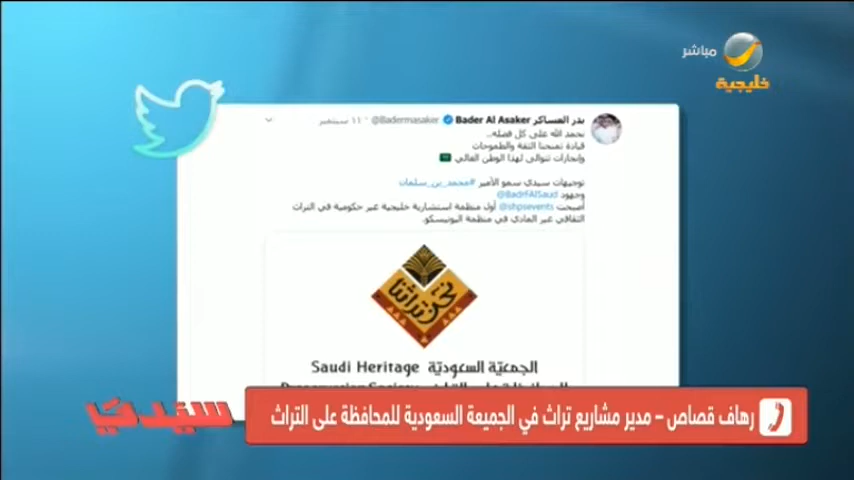 مباشر
خليجية
بدر العساكر Bader Al Asaker @Badermasaker · ١١ سبتمبر
نحمد الله على كل فضله..
قيادة تمنحنا الثقة والطموحات
وإنجازات تتوالى لهذا الوطن الغالي
توجيهات سيدي سمو الأمير #محمد_بن_سلمان
وجهود @BadrFAlSaud
أصبحت @shpsevents أول منظمة استشارية خليجية غير حكومية في التراث
الثقافي غير المادي في منظمة اليونيسكو.
نحن تراثنا
Saudi Heritage الجمعية السعودية
رهاف قصاص – مدير مشاريع تراث في الجميعة السعودية للمحافظة على التراث
سيدتي